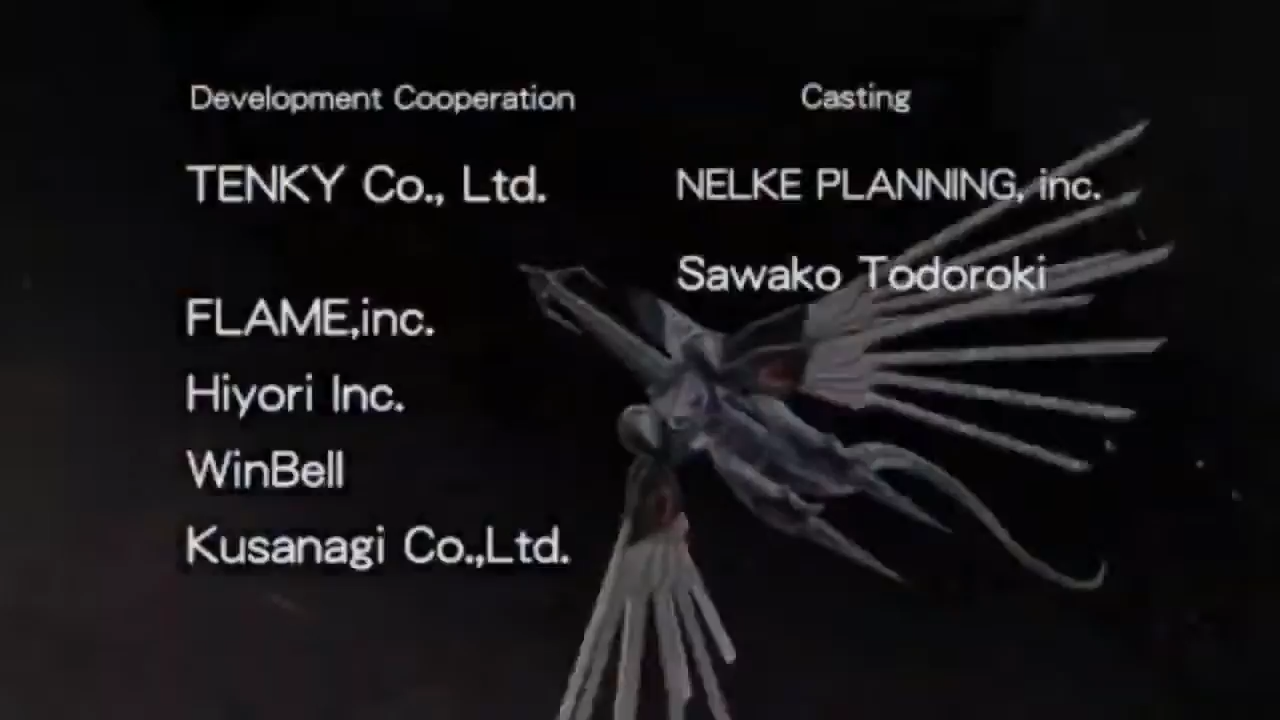 Development Cooperation
TENKY Co., Ltd.
FLAME,inc.
Hiyori Inc.
WinBell
Kusanagi Co.,Ltd.
Casting
NELKE PLANNING, inc.
Sawako Todoroki